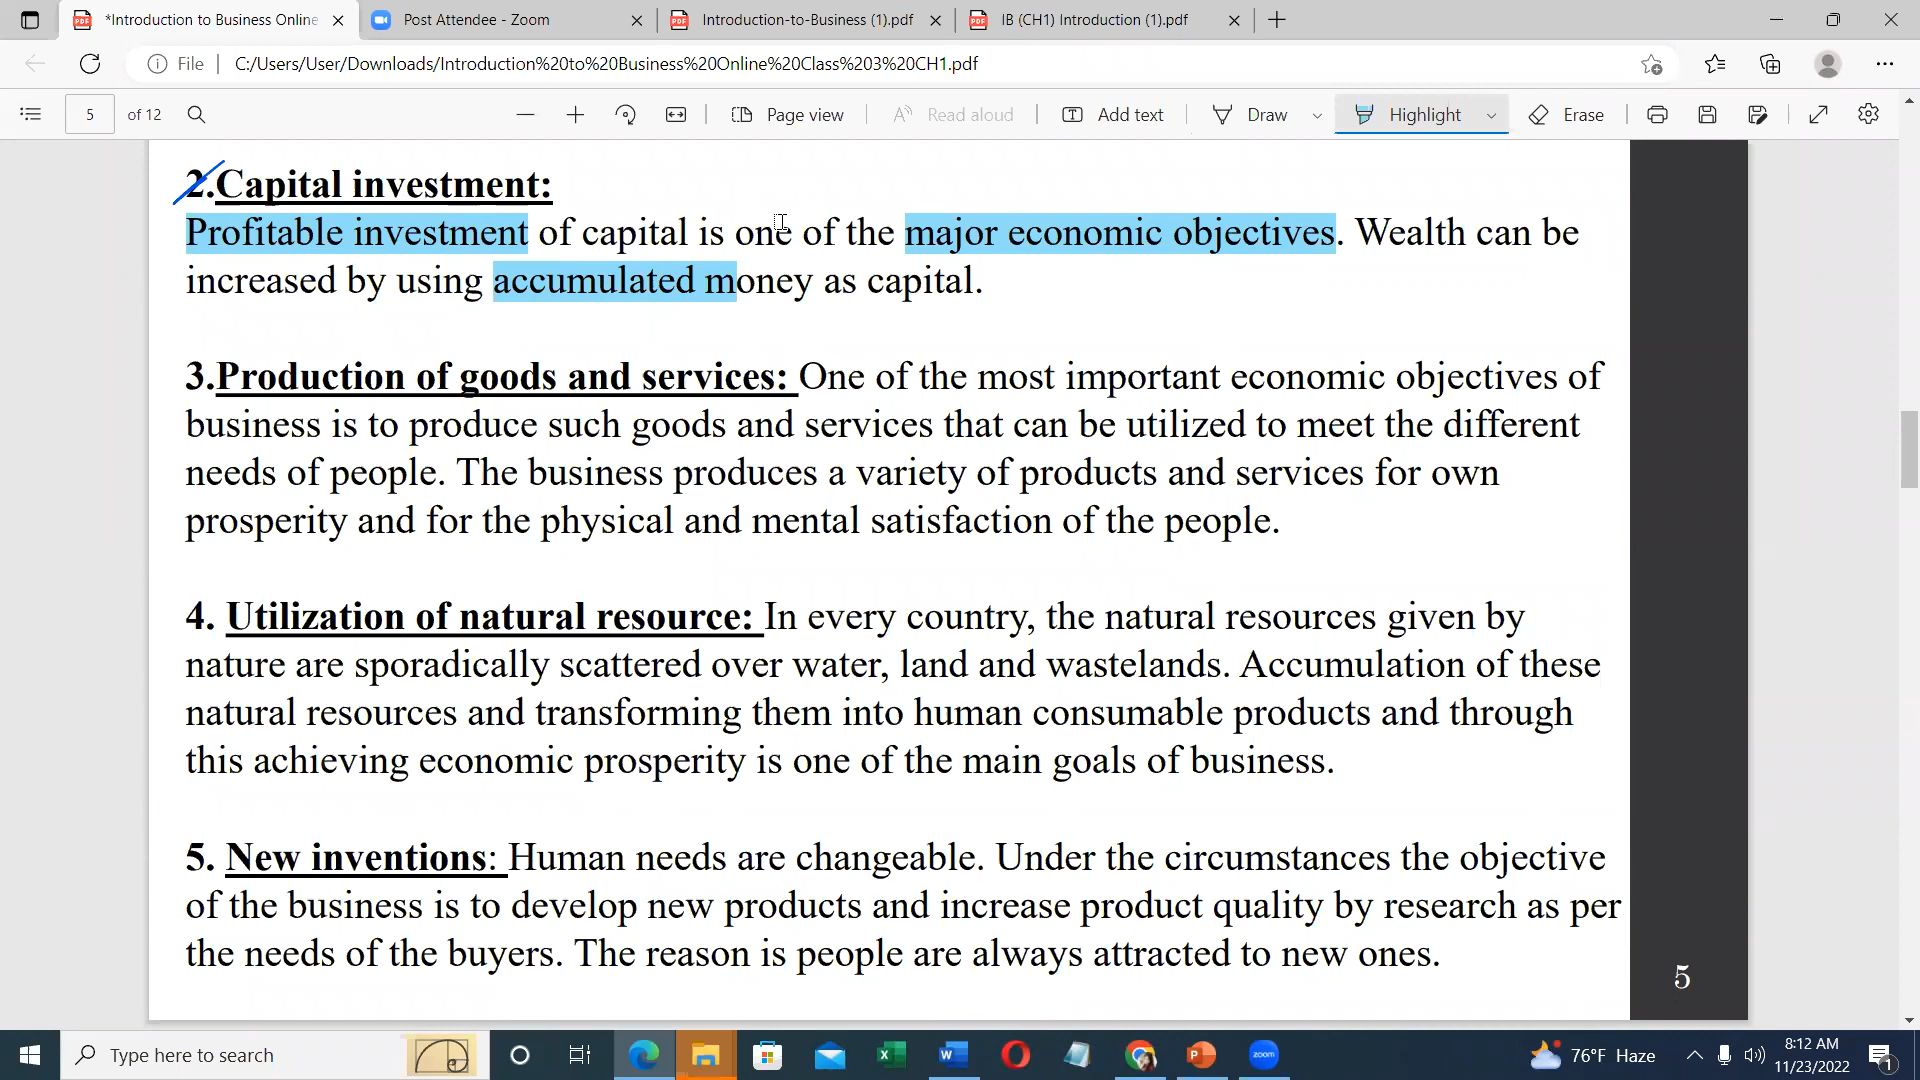 *Introduction to Business Online
Post Attendee - Zoom
Introduction-to-Business (1).pdf
IB (CH1) Introduction (1).pdf
File
C:/Users/User/Downloads/Introduction%20to%20Business%20Online%20Class%203%20CH1.pdf
5 of 12
Page view
Read aloud
Add text
Draw
Highlight
Erase
2.Capital investment:
Profitable investment of capital is one of the major economic objectives. Wealth can be
increased by using accumulated money as capital.
3.Production of goods and services: One of the most important economic objectives of
business is to produce such goods and services that can be utilized to meet the different
needs of people. The business produces a variety of products and services for own
prosperity and for the physical and mental satisfaction of the people.
4. Utilization of natural resource: In every country, the natural resources given by
nature are sporadically scattered over water, land and wastelands. Accumulation of these
natural resources and transforming them into human consumable products and through
this achieving economic prosperity is one of the main goals of business.
5. New inventions: Human needs are changeable. Under the circumstances the objective
of the business is to develop new products and increase product quality by research as per
the needs of the buyers. The reason is people are always attracted to new ones.
5
Type here to search
zoom
76°F Haze
8:12 AM
11/23/2022
1